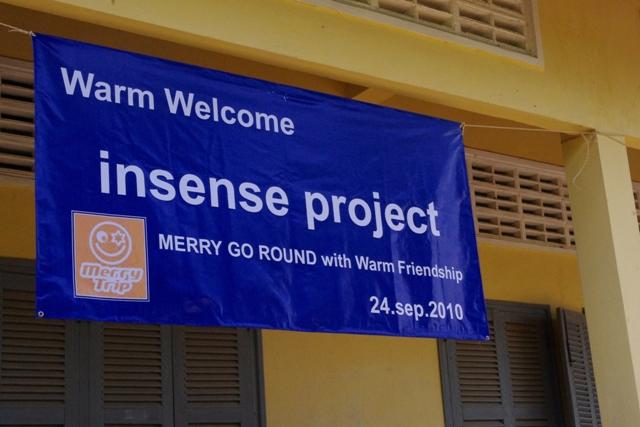 Warm Welcome
insense project
MERRY GO ROUND with Warm Friendship
Merry
Trip
24.sep.2010